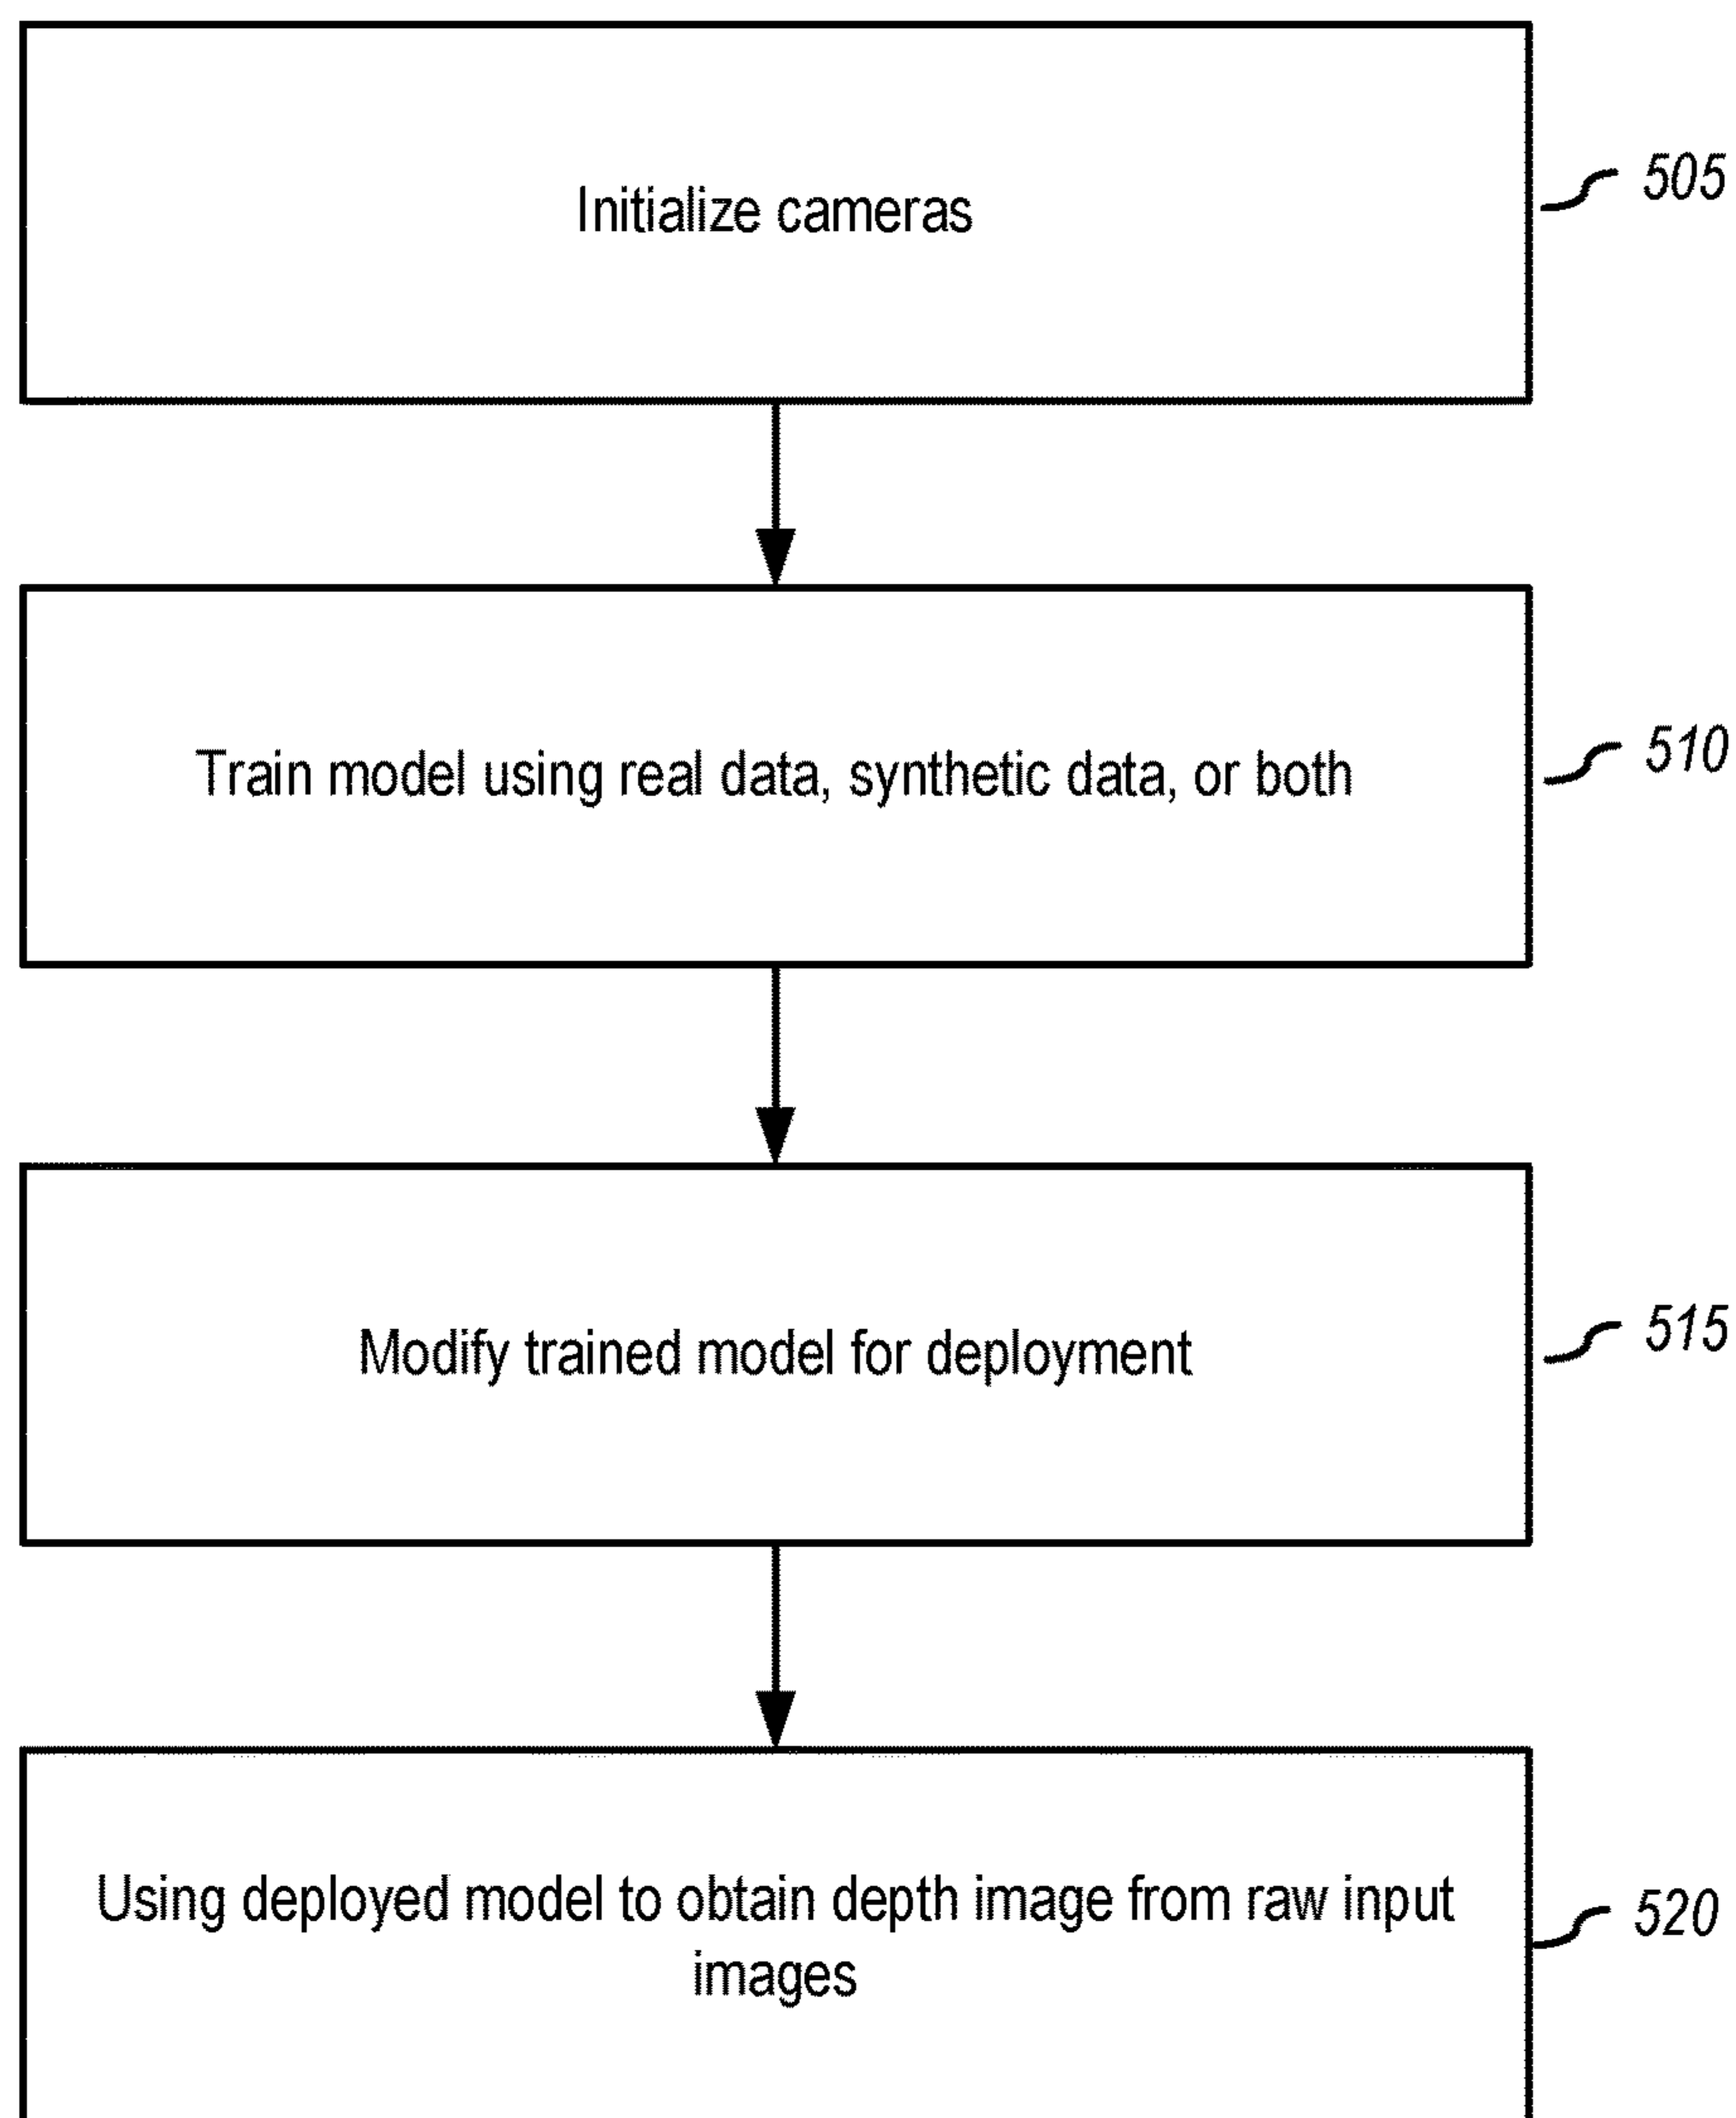 Initialize cameras
505
Train model using real data, synthetic data, or both
510
Modify trained model for deployment
515
Using deployed model to obtain depth image from raw input
images
520